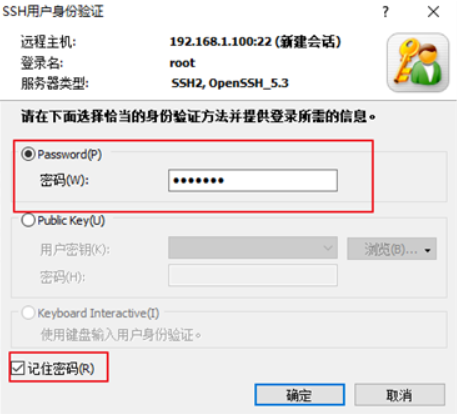 SSH用户身份验证
?
远程主机: 192.168.1.100:22 (新建会话)
登录名: root
服务器类型: SSH2, OpenSSH_5.3
请在下面选择恰当的身份验证方法并提供登录所需的信息。
Password(P)
密码(W): •••••••
Public Key(U)
用户密钥(K): 浏览(B)...
密码(H):
Keyboard Interactive(I)
使用键盘输入用户身份验证。
记住密码(R)
确定 取消